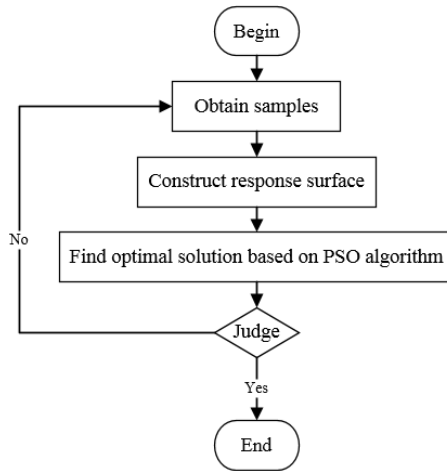 Begin
Obtain samples
Construct response surface
No
Find optimal solution based on PSO algorithm
Judge
Yes
End